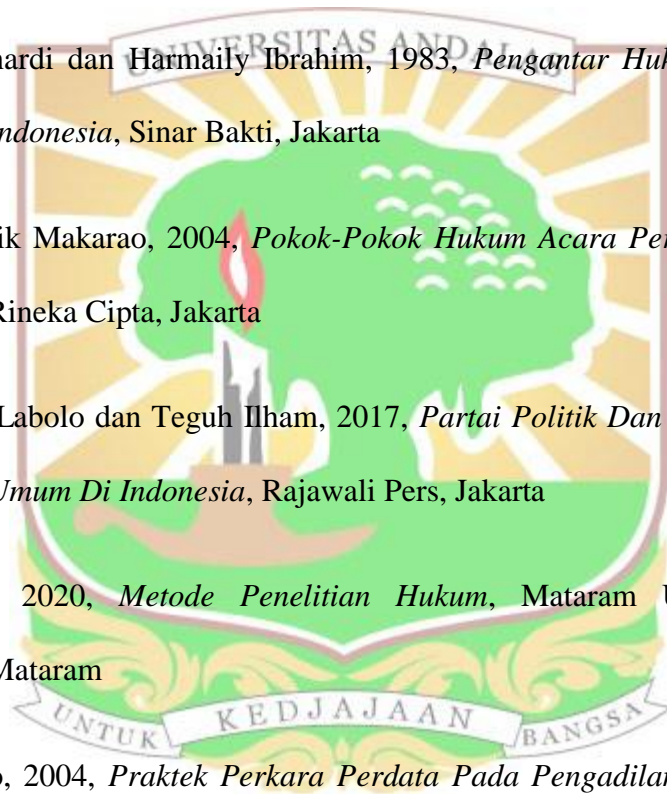 UNIVERSITAS ANDALAS
nardi dan Harmaily Ibrahim, 1983, Pengantar Huk
Indonesia, Sinar Bakti, Jakarta
ik Makarao, 2004, Pokok-Pokok Hukum Acara Per
Rineka Cipta, Jakarta
Labolo dan Teguh Ilham, 2017, Partai Politik Dan
Umum Di Indonesia, Rajawali Pers, Jakarta
2020, Metode Penelitian Hukum, Mataram U
Mataram
UNTUK KEDJAJAAN BANGSA
o, 2004, Praktek Perkara Perdata Pada Pengadilan